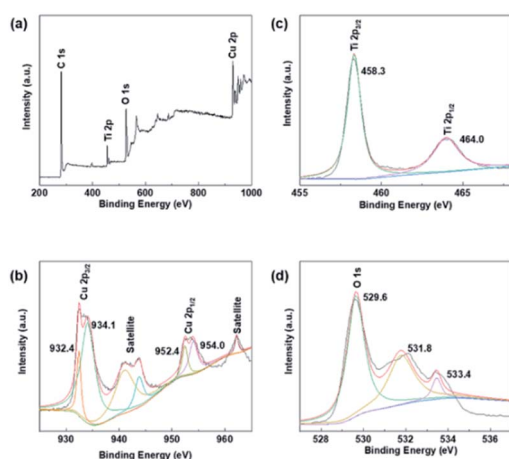 (a)
C 1s
Ti 2p
O 1s
Cu 2p
Intensity (a.u.)
200 400 600 800 1000
Binding Energy (eV)
(c)
Ti 2p3/2
458.3
Ti 2p1/2
464.0
Intensity (a.u.)
455 460 465
Binding Energy (eV)
(b)
Cu 2p3/2
932.4
934.1
Satellite
Cu 2p1/2
952.4
954.0
Satellite
Intensity (a.u.)
930 940 950 960
Binding Energy (eV)
(d)
O 1s
529.6
531.8
533.4
Intensity (a.u.)
528 530 532 534 536
Binding Energy (eV)